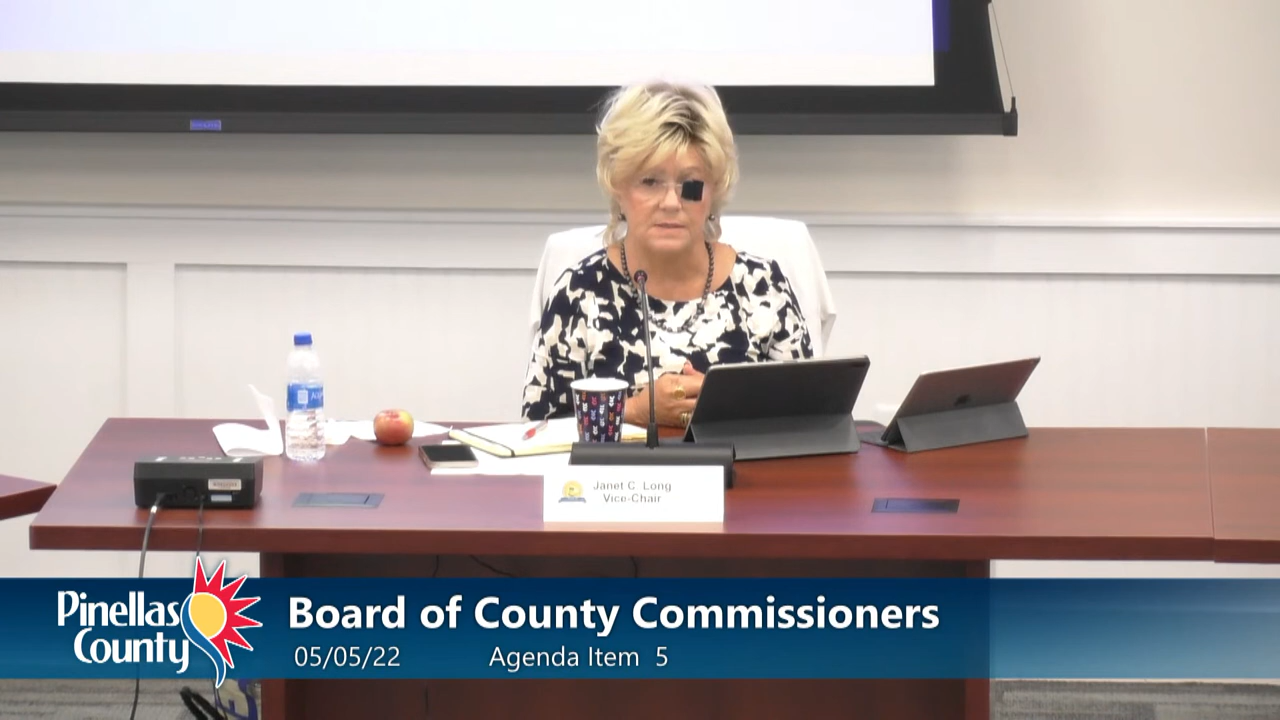 Janet C Long
Vice-Chair
Pinellas
County
Board of County Commissioners
05/05/22 Agenda Item 5